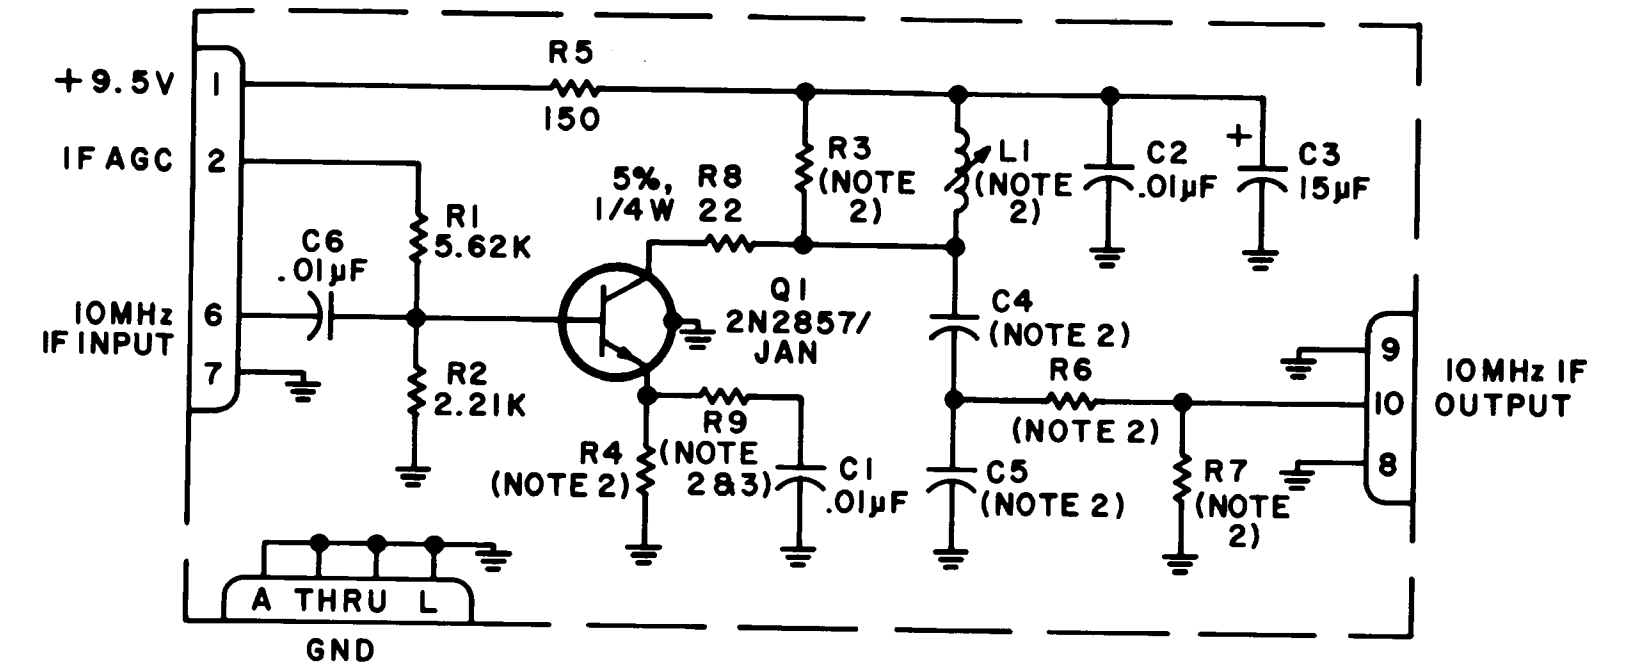 R5
+9.5V
1
150
IF AGC
2
R1
5.62K
5%,
1/4W
R8
22
R3
(NOTE
2)
L1
(NOTE
2)
C2
.01µF
+
C3
15µF
C6
.01µF
10MHz
IF INPUT
6
7
R2
2.21K
Q1
2N2857/
JAN
C4
(NOTE 2)
R6
(NOTE 2)
9
10
8
10MHz IF
OUTPUT
R4
(NOTE 2)
R9
(NOTE
2&3)
C1
.01µF
C5
(NOTE 2)
R7
(NOTE
2)
A THRU L
GND